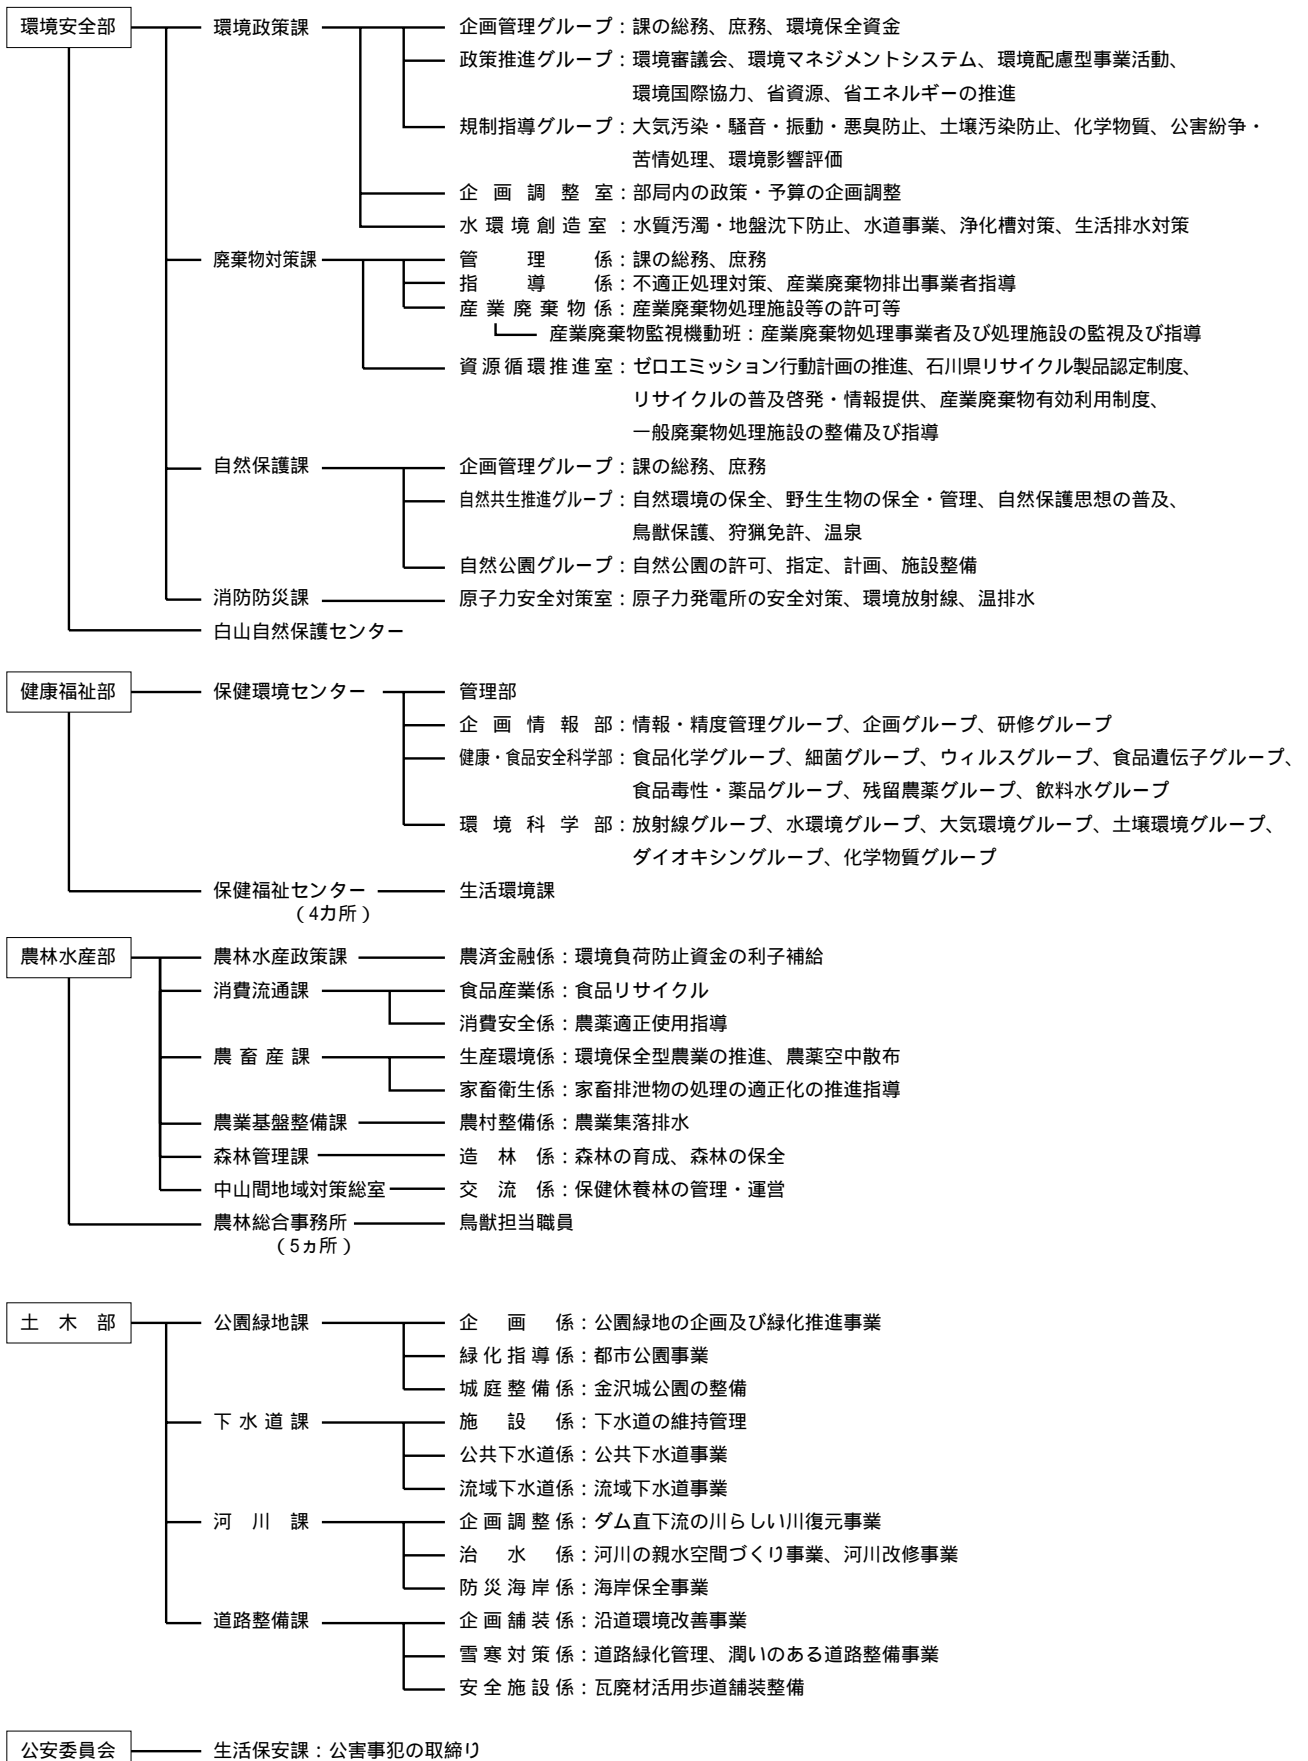 環境安全部 環境政策課 企画管理グループ：課の総務、庶務、環境保全資金
政策推進グループ：環境審議会、環境マネジメントシステム、環境配慮型事業活動、
環境国際協力、省資源、省エネルギーの推進
規制指導グループ：大気汚染・騒音・振動・悪臭防止、土壌汚染防止、化学物質、公害紛争・
苦情処理、環境影響評価
企画調整室：部局内の政策・予算の企画調整
水環境創造室：水質汚濁・地盤沈下防止、水道事業、浄化槽対策、生活排水対策
廃棄物対策課 管理係：課の総務、庶務
指導係：不適正処理対策、産業廃棄物排出事業者指導
産業廃棄物係：産業廃棄物処理施設等の許可等
産業廃棄物監視機動班：産業廃棄物処理事業者及び処理施設の監視及び指導
資源循環推進室：ゼロエミッション行動計画の推進、石川県リサイクル製品認定制度、
リサイクルの普及啓発・情報提供、産業廃棄物有効利用制度、
一般廃棄物処理施設の整備及び指導
自然保護課 企画管理グループ：課の総務、庶務
自然共生推進グループ：自然環境の保全、野生生物の保全・管理、自然保護思想の普及、
鳥獣保護、狩猟免許、温泉
自然公園グループ：自然公園の許可、指定、計画、施設整備
消防防災課 原子力安全対策室：原子力発電所の安全対策、環境放射線、温排水
白山自然保護センター
健康福祉部 保健環境センター 管理部
企画情報部：情報・精度管理グループ、企画グループ、研修グループ
健康・食品安全科学部：食品化学グループ、細菌グループ、ウィルスグループ、食品遺伝子グループ、
食品毒性・薬品グループ、残留農薬グループ、飲料水グループ
環境科学部：放射線グループ、水環境グループ、大気環境グループ、土壌環境グループ、
ダイオキシングループ、化学物質グループ
保健福祉センター 生活環境課
（4カ所）
農林水産部 農林水産政策課 農済金融係：環境負荷防止資金の利子補給
消費流通課 食品産業係：食品リサイクル
消費安全係：農薬適正使用指導
農畜産課 生産環境係：環境保全型農業の推進、農薬空中散布
家畜衛生係：家畜排泄物の処理の適正化の推進指導
農業基盤整備課 農村整備係：農業集落排水
森林管理課 造林係：森林の育成、森林の保全
中山間地域対策総室 交流係：保健休養林の管理・運営
農林総合事務所 鳥獣担当職員
（5ヵ所）
土木部 公園緑地課 企画係：公園緑地の企画及び緑化推進事業
緑化指導係：都市公園事業
城庭整備係：金沢城公園の整備
下水道課 施設係：下水道の維持管理
公共下水道係：公共下水道事業
流域下水道係：流域下水道事業
河川課 企画調整係：ダム直下流の川らしい川復元事業
治水係：河川の親水空間づくり事業、河川改修事業
防災海岸係：海岸保全事業
道路整備課 企画舗装係：沿道環境改善事業
雪寒対策係：道路緑化管理、潤いのある道路整備事業
安全施設係：瓦廃材活用歩道舗装整備
公安委員会 生活保安課：公害事犯の取締り